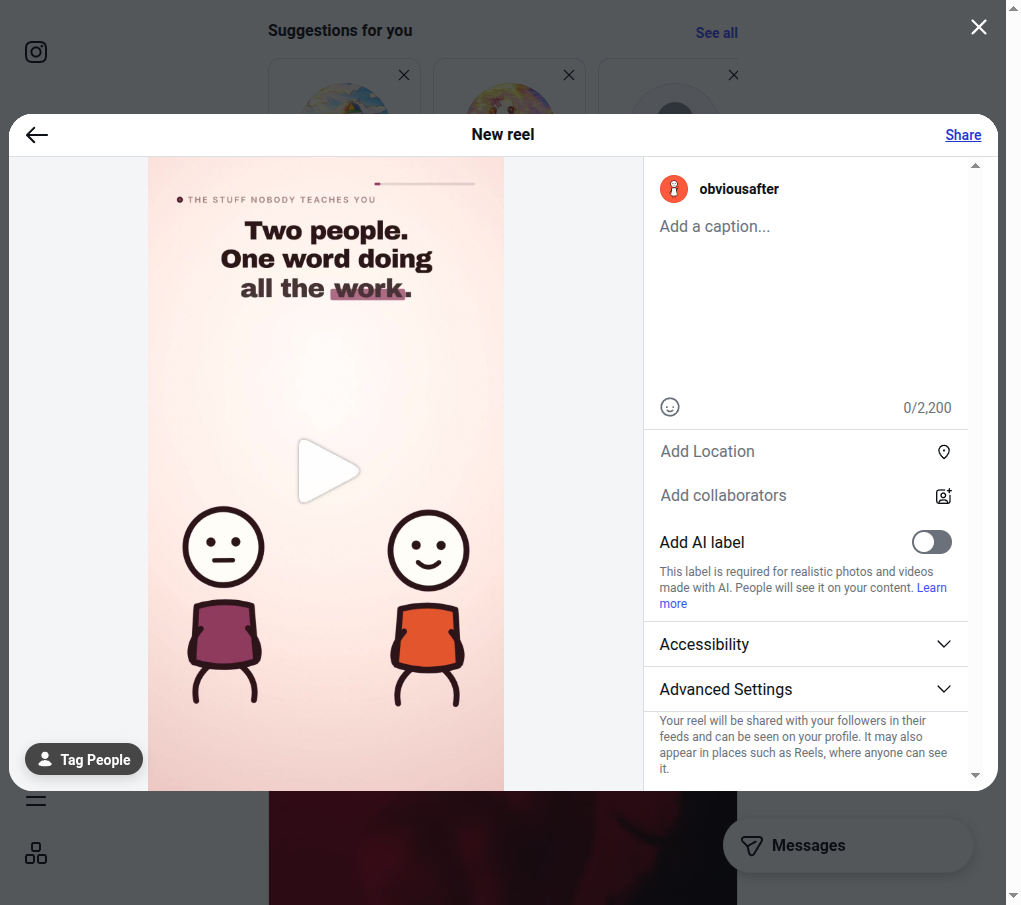 Suggestions for you
See all
New reel
Share
THE STUFF NOBODY TEACHES YOU
Two people.
One word doing
all the work.
Tag People
obviousafter
Add a caption...
0/2,200
Add Location
Add collaborators
Add AI label
This label is required for realistic photos and videos
made with AI. People will see it on your content. Learn
more
Accessibility
Advanced Settings
Your reel will be shared with your followers in their
feeds and can be seen on your profile. It may also
appear in places such as Reels, where anyone can see
it.
Messages